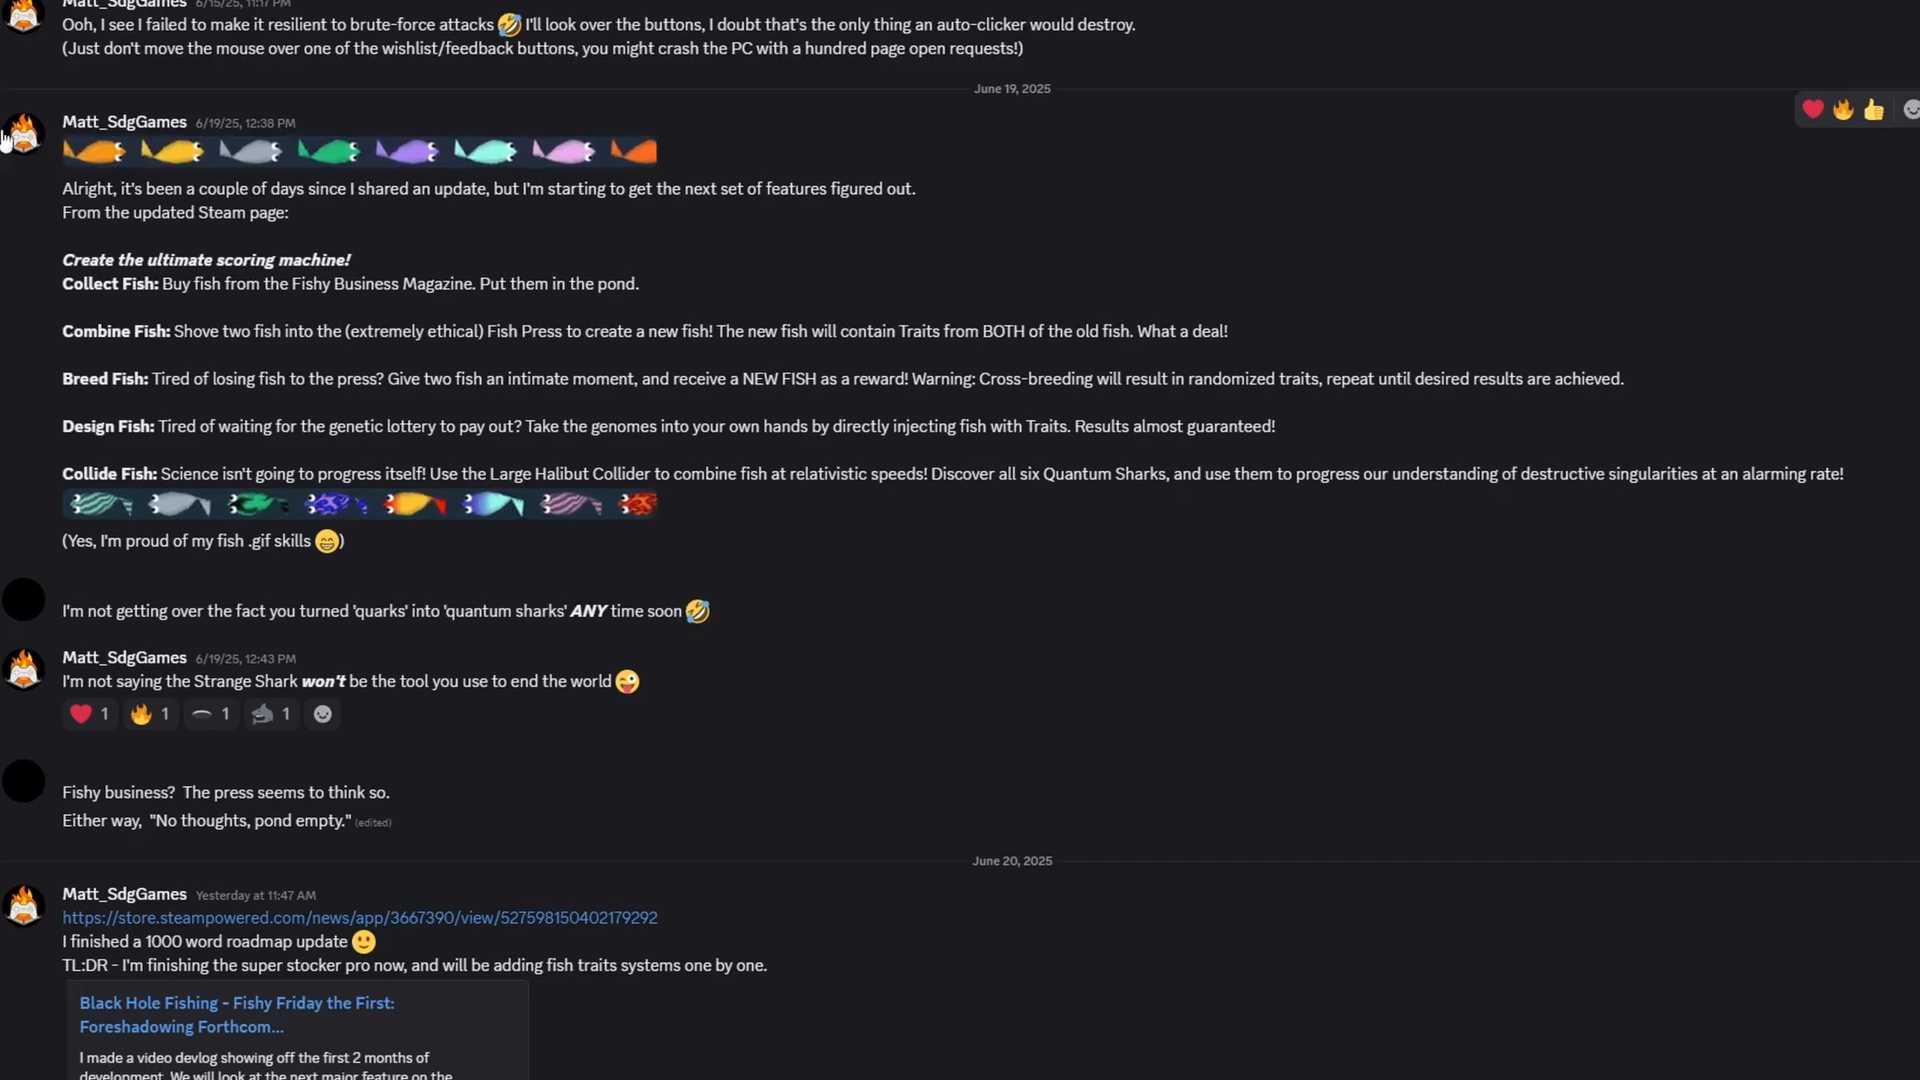 Matt_SdgGames 6/15/25, 11:17 PM
Ooh, I see I failed to make it resilient to brute-force attacks 🤣 I'll look over the buttons, I doubt that's the only thing an auto-clicker would destroy.
(Just don't move the mouse over one of the wishlist/feedback buttons, you might crash the PC with a hundred page open requests!)
June 19, 2025
Matt_SdgGames 6/19/25, 12:38 PM
Alright, it's been a couple of days since I shared an update, but I'm starting to get the next set of features figured out.
From the updated Steam page:
Create the ultimate scoring machine!
Collect Fish: Buy fish from the Fishy Business Magazine. Put them in the pond.
Combine Fish: Shove two fish into the (extremely ethical) Fish Press to create a new fish! The new fish will contain Traits from BOTH of the old fish. What a deal!
Breed Fish: Tired of losing fish to the press? Give two fish an intimate moment, and receive a NEW FISH as a reward! Warning: Cross-breeding will result in randomized traits, repeat until desired results are achieved.
Design Fish: Tired of waiting for the genetic lottery to pay out? Take the genomes into your own hands by directly injecting fish with Traits. Results almost guaranteed!
Collide Fish: Science isn't going to progress itself! Use the Large Halibut Collider to combine fish at relativistic speeds! Discover all six Quantum Sharks, and use them to progress our understanding of destructive singularities at an alarming rate!
(Yes, I'm proud of my fish .gif skills 😁)
I'm not getting over the fact you turned 'quarks' into 'quantum sharks' ANY time soon 🤣
Matt_SdgGames 6/19/25, 12:43 PM
I'm not saying the Strange Shark won't be the tool you use to end the world 😜
❤️ 1 🔥 1 🕳️ 1 🦈 1
Fishy business?  The press seems to think so.
Either way,  "No thoughts, pond empty." (edited)
June 20, 2025
Matt_SdgGames Yesterday at 11:47 AM
https://store.steampowered.com/news/app/3667390/view/527598150402179292
I finished a 1000 word roadmap update 🙂
TL:DR - I'm finishing the super stocker pro now, and will be adding fish traits systems one by one.
Black Hole Fishing - Fishy Friday the First:
Foreshadowing Forthcom...
I made a video devlog showing off the first 2 months of
development. We will look at the next major feature on the